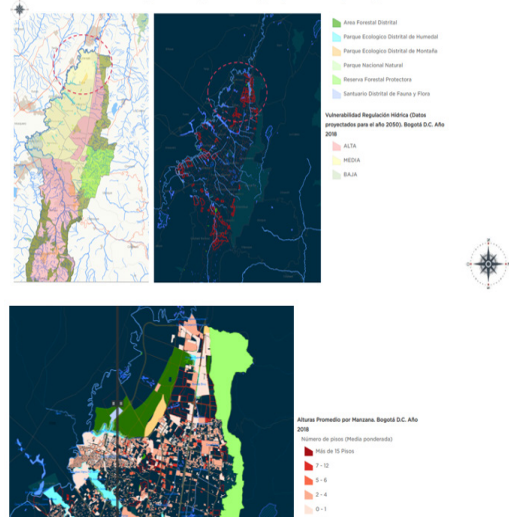 Area Forestal Distrital
Parque Ecologico Distrital de Humedal
Parque Ecologico Distrital de Montaña
Parque Nacional Natural
Reserva Forestal Protectora
Santuario Distrital de Fauna y Flora
Vulnerabilidad Regulación Hídrica (Datos
proyectados para el año 2050). Bogotá D.C. Año
2018
ALTA
MEDIA
BAJA
Alturas Promedio por Manzana. Bogotá D.C. Año
2018
Número de pisos (Media ponderada)
Más de 15 Pisos
7 - 12
5 - 6
2 - 4
0 - 1